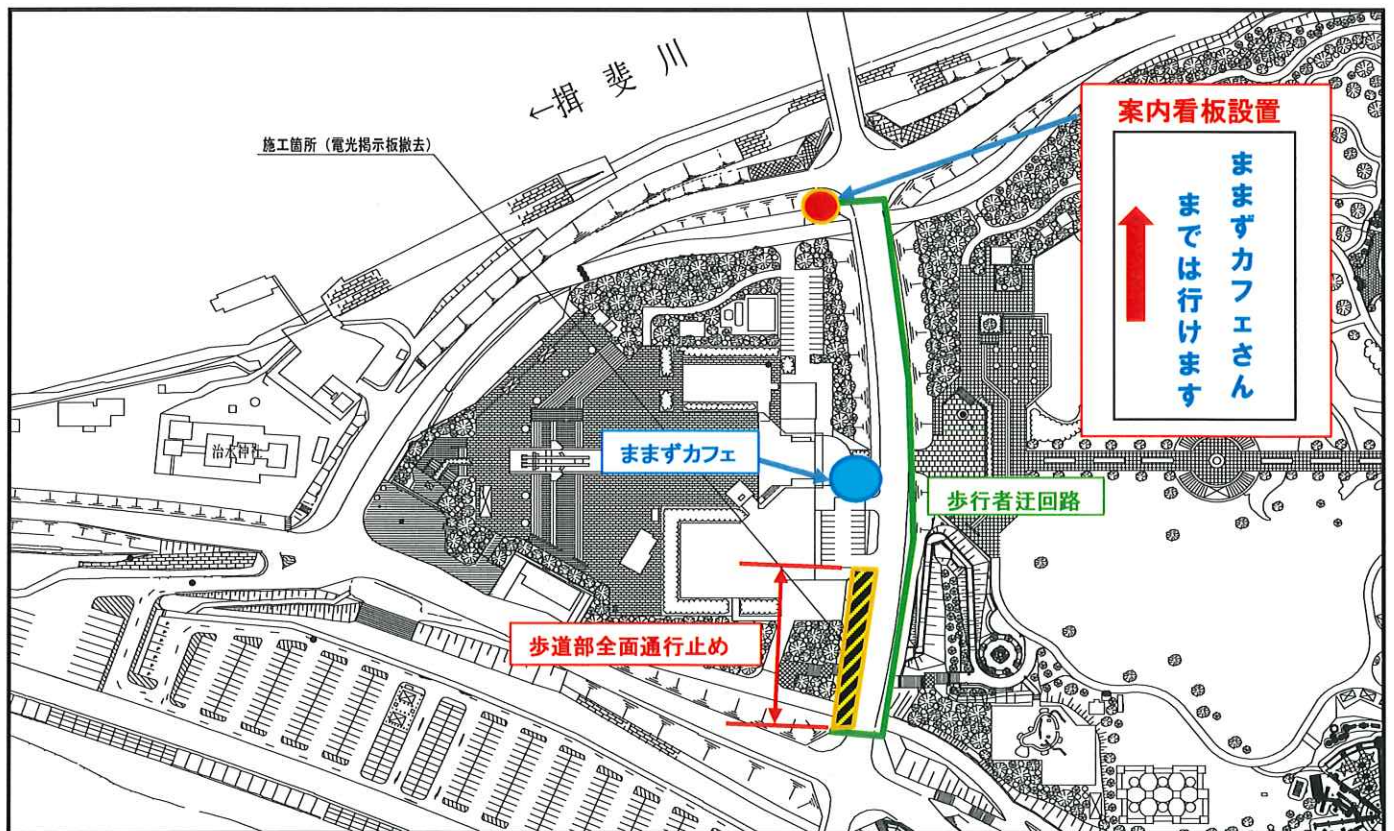 ←揖斐川
施工箇所（電光掲示板撤去）
案内看板設置
ままずカフェさん
までは行けます
治水神社
ままずカフェ
歩行者迂回路
歩道部全面通行止め